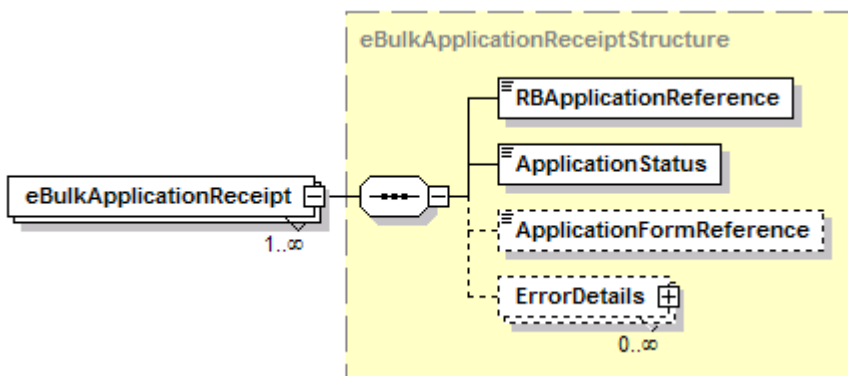 eBulkApplicationReceiptStructure
RBApplicationReference
ApplicationStatus
eBulkApplicationReceipt
1..∞
ApplicationFormReference
ErrorDetails
0..∞